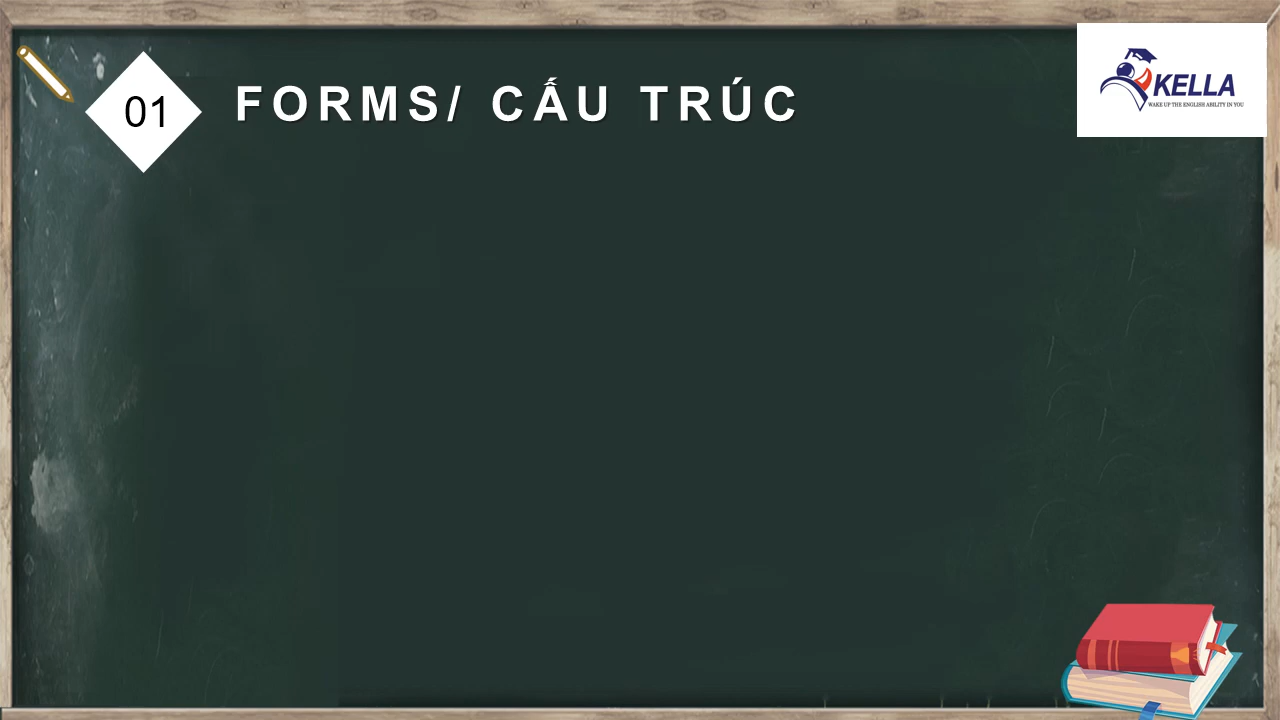 01
FORMS/ CẤU TRÚC
KELLA
WAKE UP THE ENGLISH ABILITY IN YOU